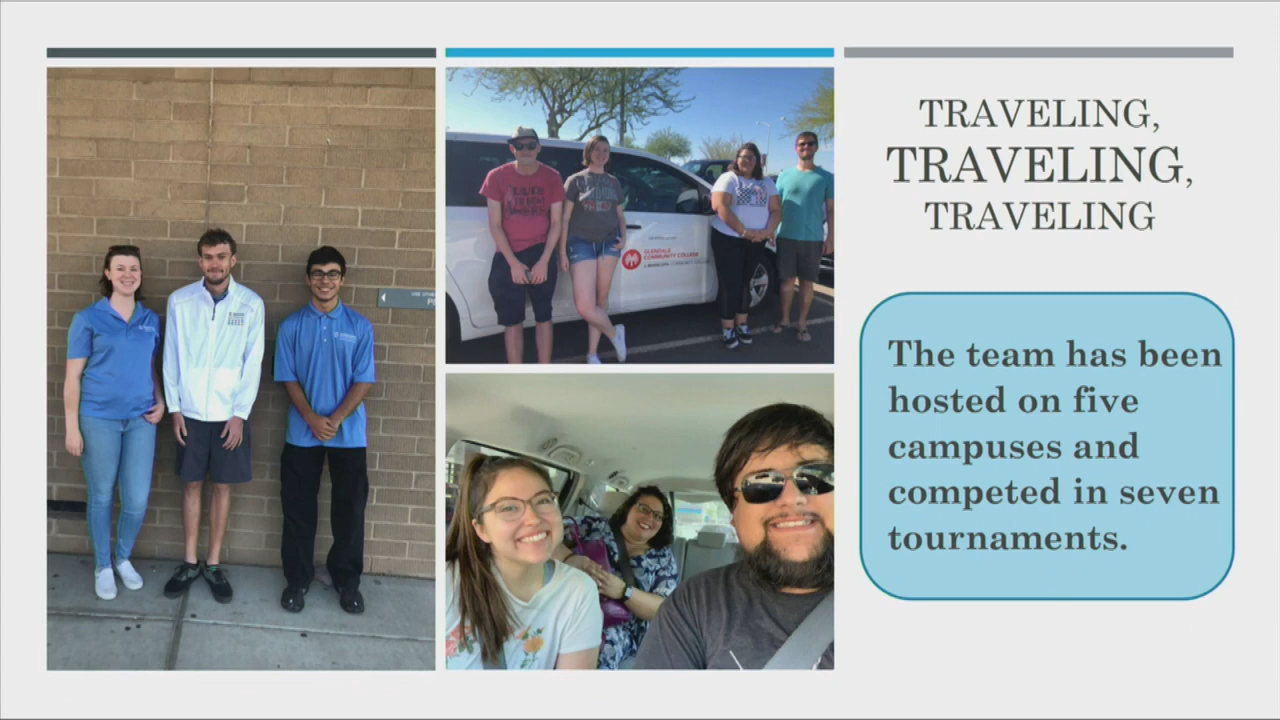 TRAVELING,
TRAVELING,
TRAVELING
The team has been
hosted on five
campuses and
competed in seven
tournaments.
GLENDALE
COMMUNITY COLLEGE